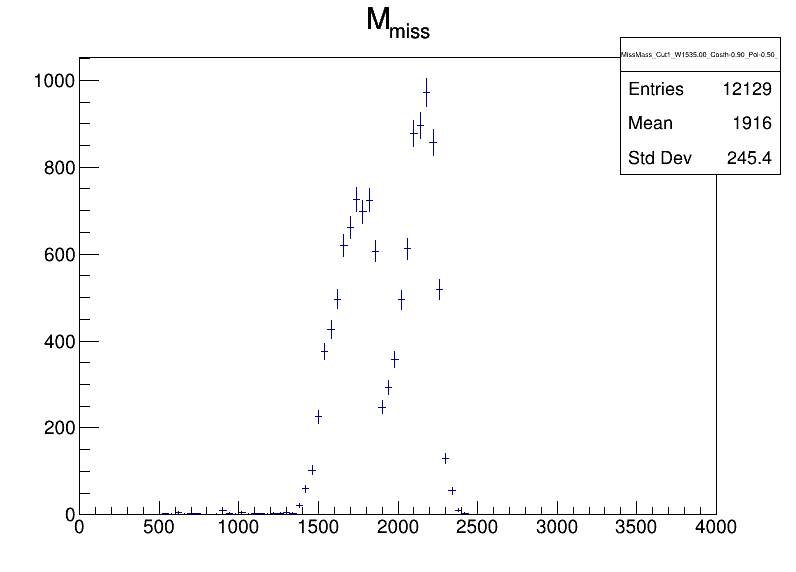 M_miss
MissMass_Cut1_W1535.00_Costh-0.90_Pol-0.50_
Entries 12129
Mean 1916
Std Dev 245.4
1000
800
600
400
200
0
0 500 1000 1500 2000 2500 3000 3500 4000